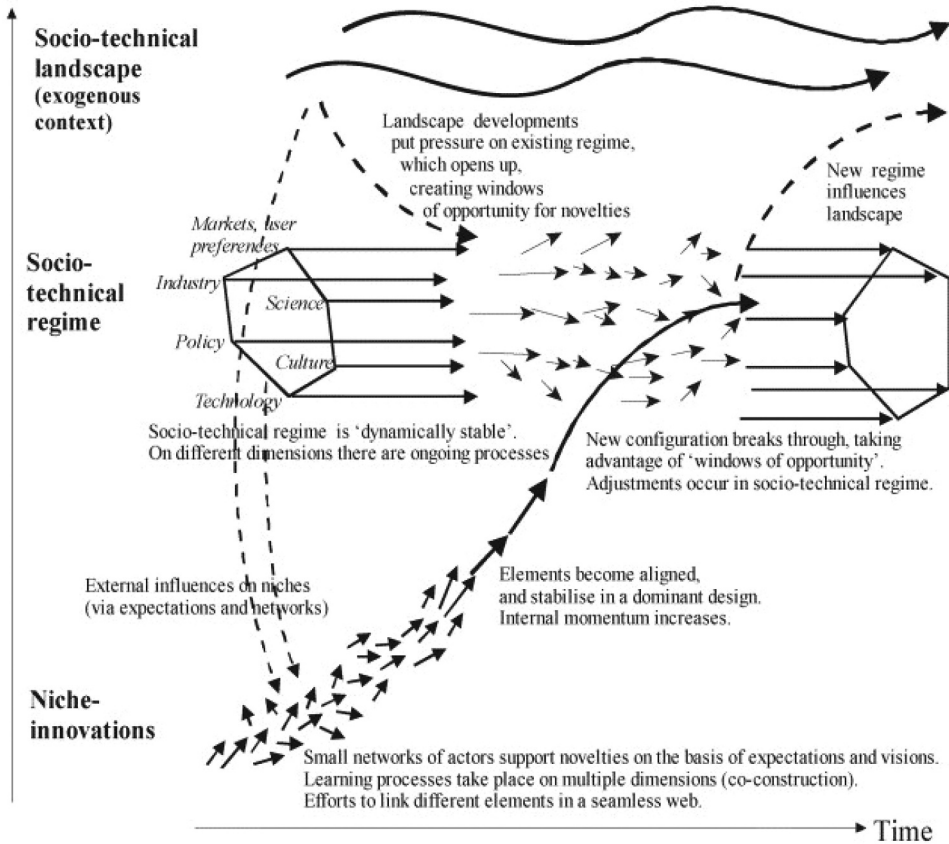 Socio-technical
landscape
(exogenous
context)
Landscape developments
put pressure on existing regime,
which opens up,
creating windows
of opportunity for novelties
New regime
influences
landscape
Markets, user
preferences
Socio-
technical
regime
Industry
Science
Policy
Culture
Technology
Socio-technical regime is ‘dynamically stable’.
On different dimensions there are ongoing processes
New configuration breaks through, taking
advantage of ‘windows of opportunity’.
Adjustments occur in socio-technical regime.
External influences on niches
(via expectations and networks)
Elements become aligned,
and stabilise in a dominant design.
Internal momentum increases.
Niche-
innovations
Small networks of actors support novelties on the basis of expectations and visions.
Learning processes take place on multiple dimensions (co-construction).
Efforts to link different elements in a seamless web.
Time